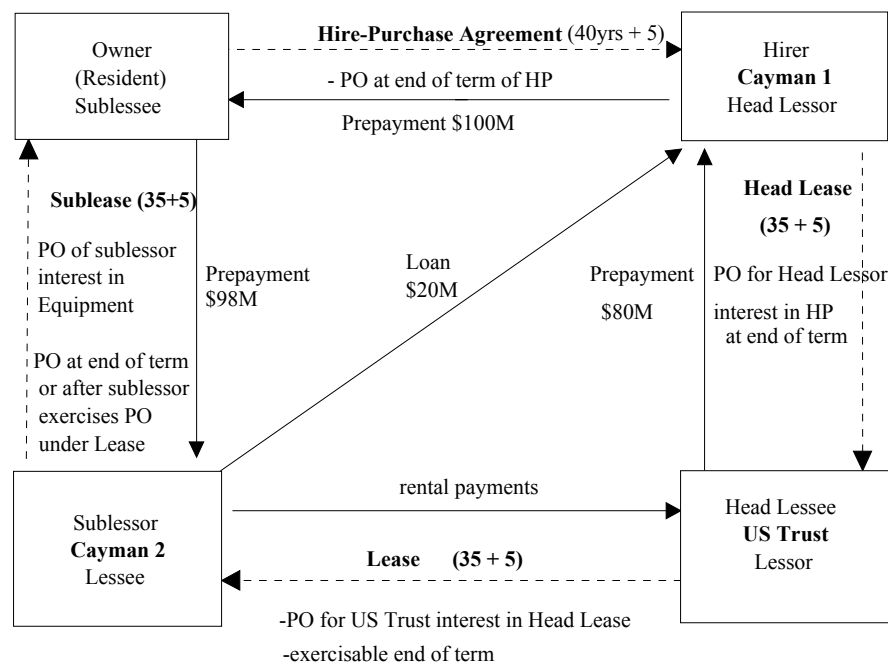 Owner
(Resident)
Sublessee
Hire-Purchase Agreement (40yrs + 5)
- PO at end of term of HP
Prepayment $100M
Hirer
Cayman 1
Head Lessor
Sublease (35+5)
PO of sublessor
interest in
Equipment
PO at end of term
or after sublessor
exercises PO
under Lease
Prepayment
$98M
Loan
$20M
Prepayment
$80M
Head Lease
(35 + 5)
PO for Head Lessor
interest in HP
at end of term
Sublessor
Cayman 2
Lessee
rental payments
Lease (35 + 5)
-PO for US Trust interest in Head Lease
-exercisable end of term
Head Lessee
US Trust
Lessor